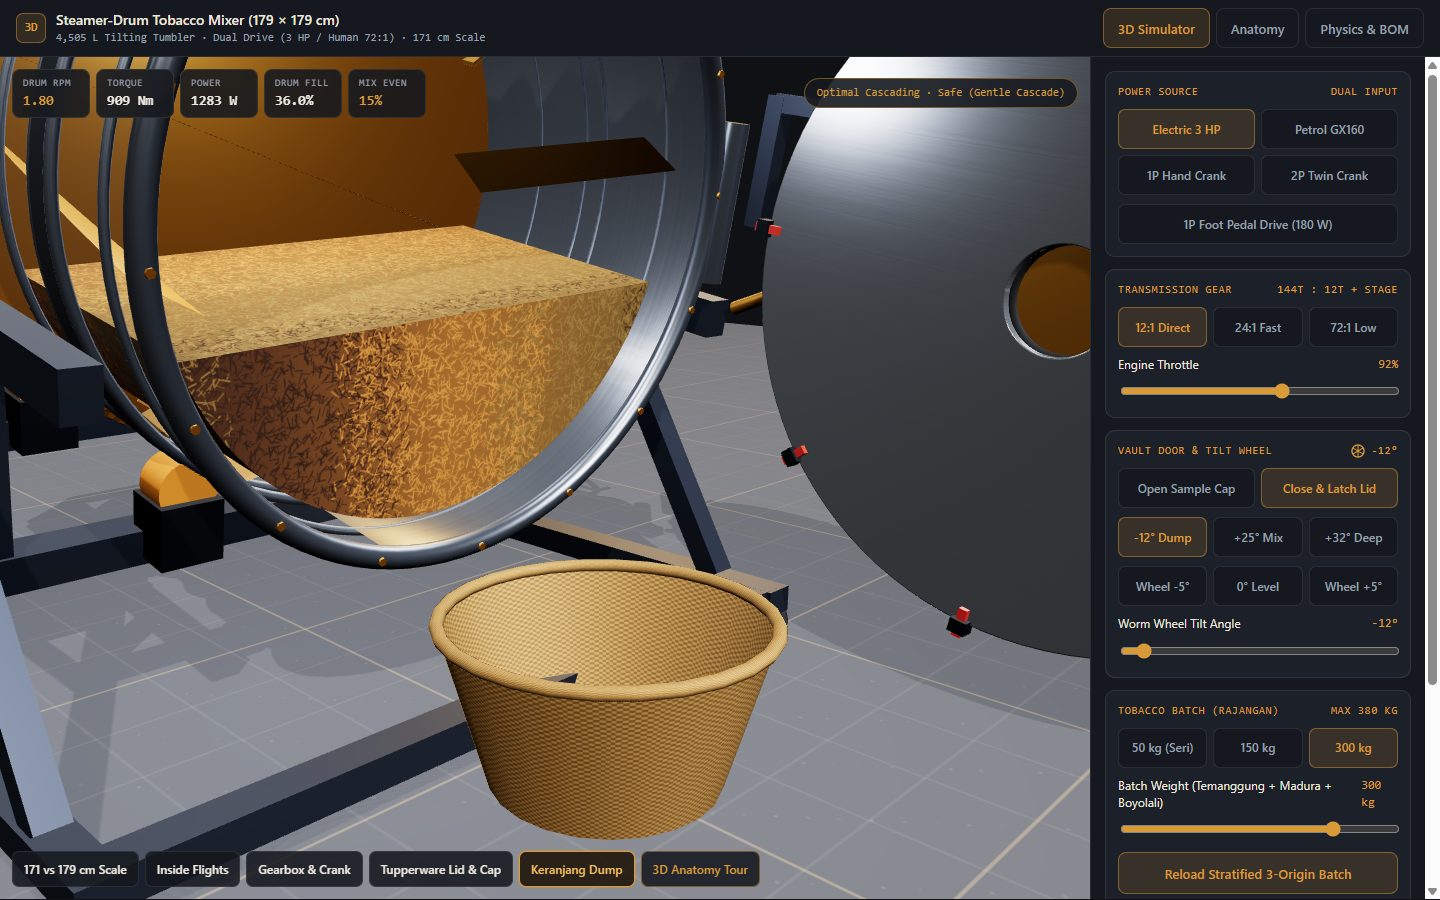 3D
Steamer-Drum Tobacco Mixer (179 × 179 cm)
4,505 L Tilting Tumbler · Dual Drive (3 HP / Human 72:1) · 171 cm Scale
3D Simulator
Anatomy
Physics & BOM
DRUM RPM
1.80
TORQUE
909 Nm
POWER
1283 W
DRUM FILL
36.0%
MIX EVEN
15%
Optimal Cascading · Safe (Gentle Cascade)
171 vs 179 cm Scale
Inside Flights
Gearbox & Crank
Tupperware Lid & Cap
Keranjang Dump
3D Anatomy Tour
POWER SOURCE
DUAL INPUT
Electric 3 HP
Petrol GX160
1P Hand Crank
2P Twin Crank
1P Foot Pedal Drive (180 W)
TRANSMISSION GEAR
144T : 12T + STAGE
12:1 Direct
24:1 Fast
72:1 Low
Engine Throttle
92%
VAULT DOOR & TILT WHEEL
-12°
Open Sample Cap
Close & Latch Lid
-12° Dump
+25° Mix
+32° Deep
Wheel -5°
0° Level
Wheel +5°
Worm Wheel Tilt Angle
-12°
TOBACCO BATCH (RAJANGAN)
MAX 380 KG
50 kg (Seri)
150 kg
300 kg
Batch Weight (Temanggung + Madura +
Boyolali)
300
kg
Reload Stratified 3-Origin Batch